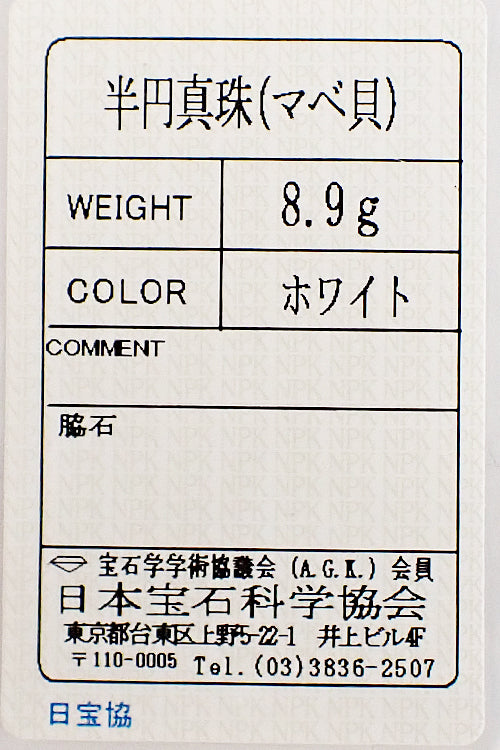 半円真珠(マベ貝)
WEIGHT 8.9g
COLOR ホワイト
COMMENT
脇石
宝石学学術協議会 (A.G.K.) 会員
日本宝石科学協会
東京都台東区上野5-22-1 井上ビル4F
〒110-0005 Tel.(03)3836-2507
日宝協